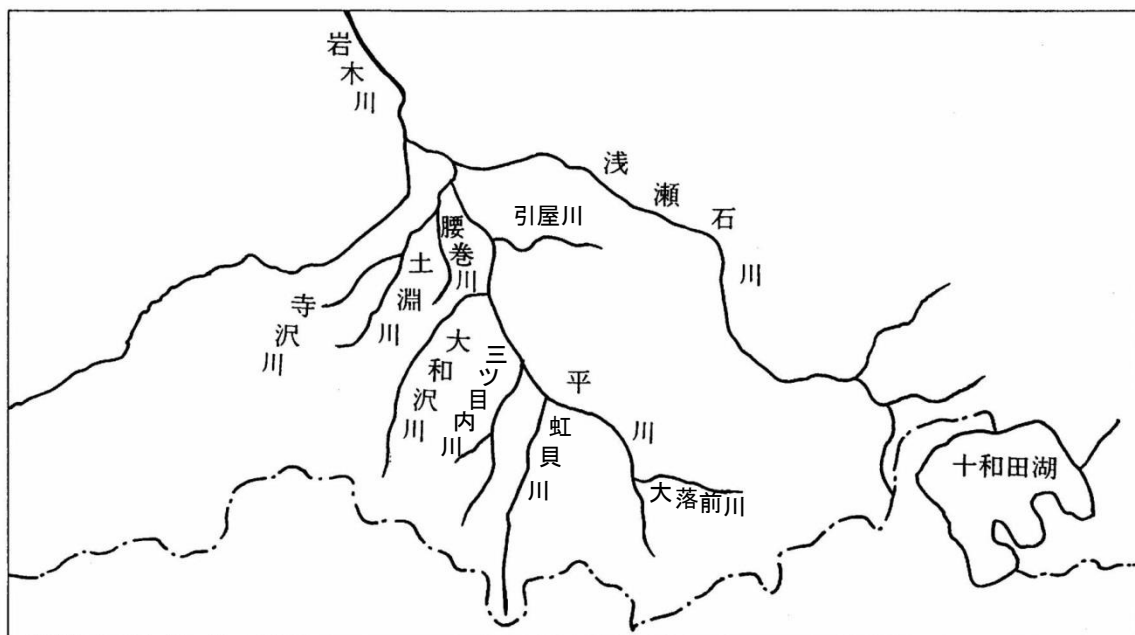 岩木川
浅瀬石川
引屋川
腰巻川
土淵川
寺沢川
大和沢川
三ツ目内川
平川
虹貝川
大落前川
十和田湖